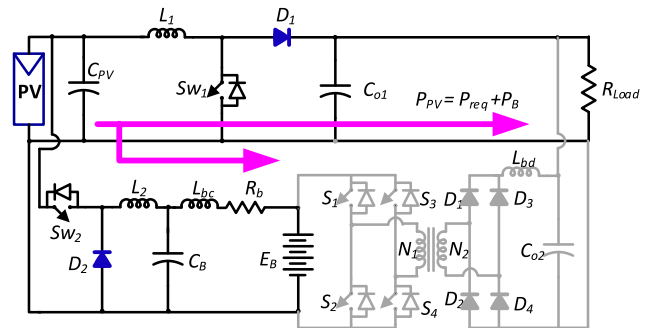 L1
D1
PV
CPV
Sw1
Co1
PPV = Preq + PB
RLoad
L2
Lbc
Rb
Sw2
D2
CB
EB
S1
S3
S2
S4
N1
N2
D1
D3
D2
D4
Lbd
Co2